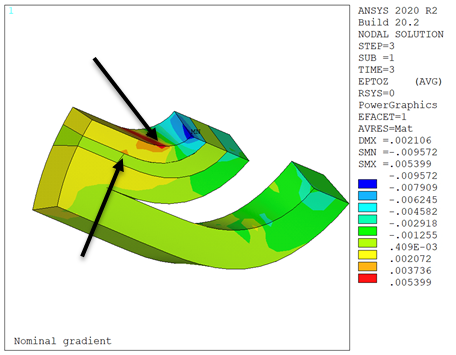 1
ANSYS 2020 R2
Build 20.2
NODAL SOLUTION
STEP=3
SUB =1
TIME=3
EPTOZ (AVG)
RSYS=0
PowerGraphics
EFACET=1
AVRES=Mat
DMX =.002106
SMN =-.009572
SMX =.005399
-.009572
-.007909
-.006245
-.004582
-.002918
-.001255
.409E-03
.002072
.003736
.005399
MN
Nominal gradient